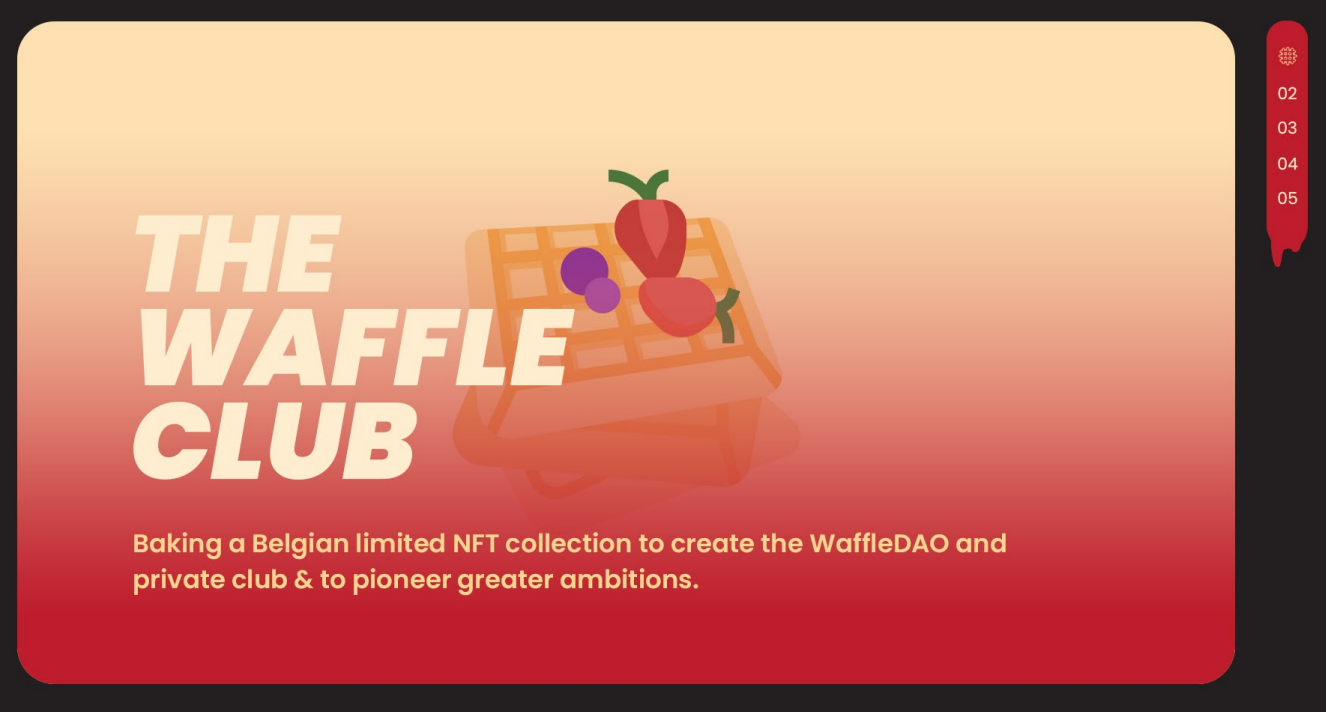 THE
WAFFLE
CLUB
Baking a Belgian limited NFT collection to create the WaffleDAO and
private club & to pioneer greater ambitions.
02
03
04
05